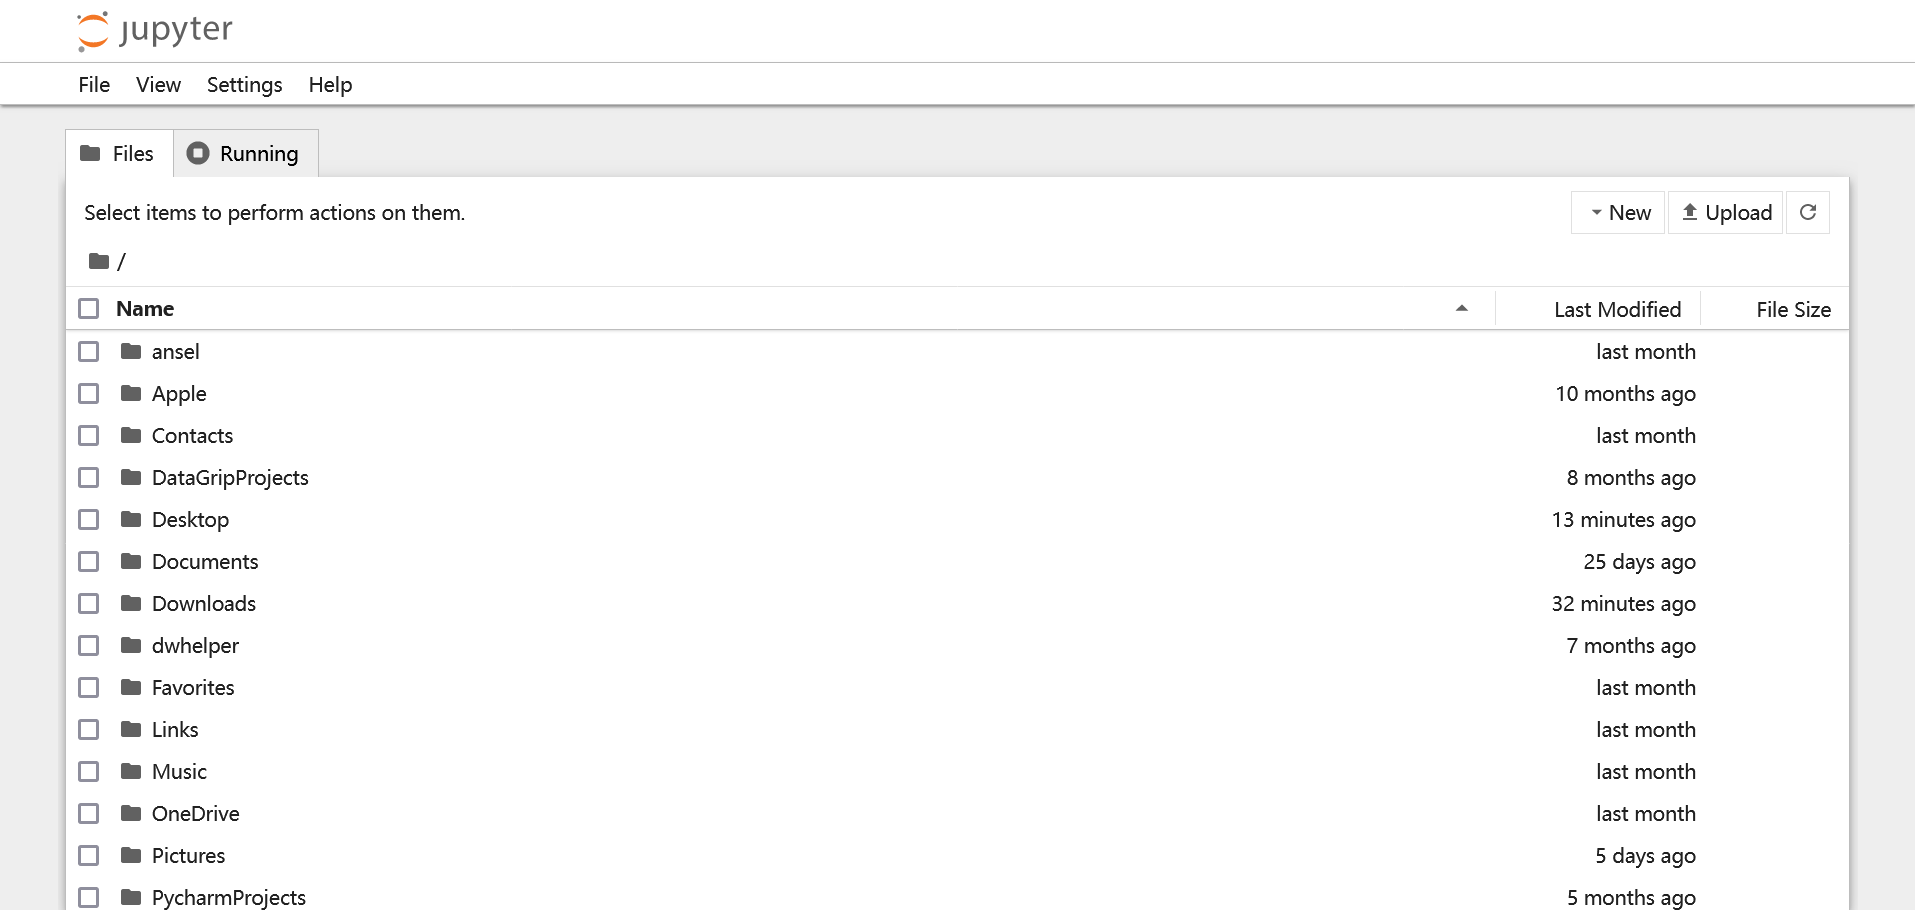 jupyter
File View Settings Help
Files Running
Select items to perform actions on them.
New Upload
/
Name Last Modified File Size
ansel last month
Apple 10 months ago
Contacts last month
DataGripProjects 8 months ago
Desktop 13 minutes ago
Documents 25 days ago
Downloads 32 minutes ago
dwhelper 7 months ago
Favorites last month
Links last month
Music last month
OneDrive last month
Pictures 5 days ago
PycharmProjects 5 months ago